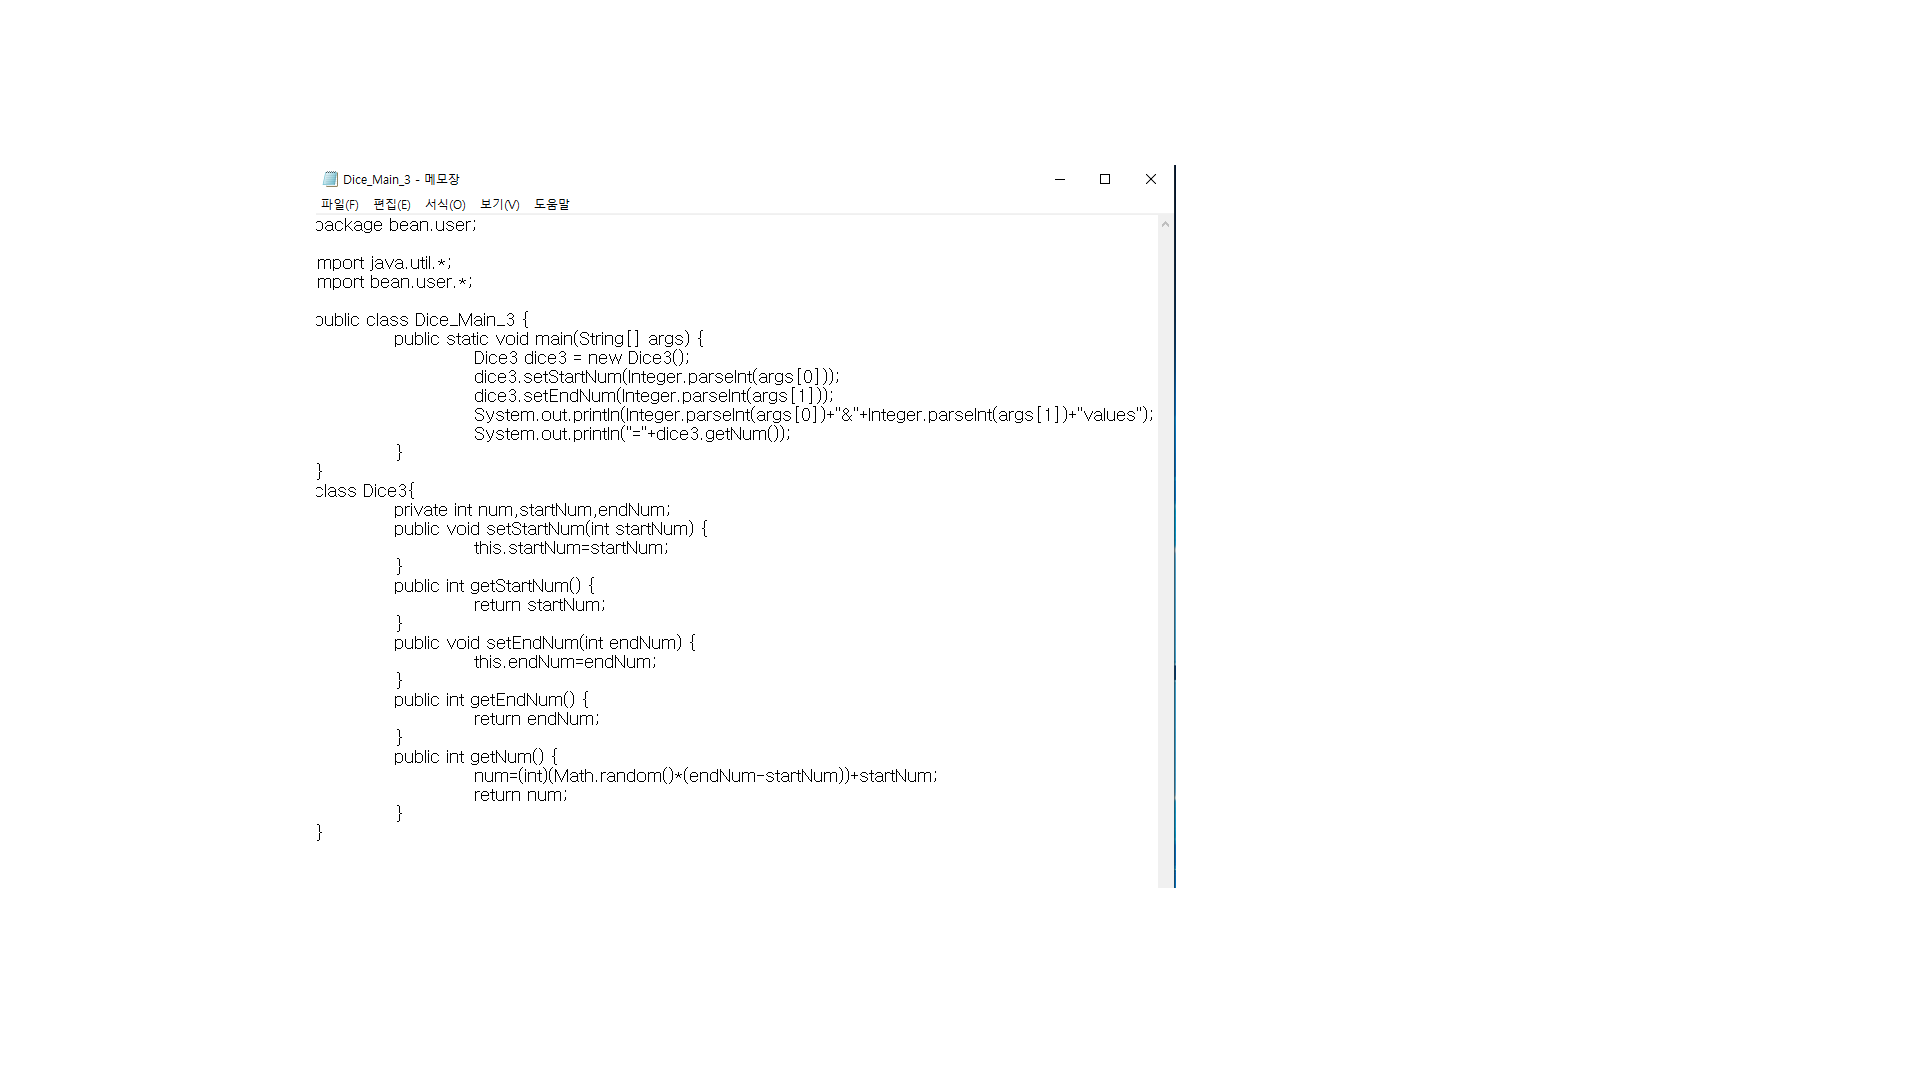 Dice_Main_3 - 메모장
파일(F) 편집(E) 서식(O) 보기(V) 도움말
package bean.user;
import java.util.*;
import bean.user.*;
public class Dice_Main_3 {
public static void main(String[] args) {
Dice3 dice3 = new Dice3();
dice3.setStartNum(Integer.parseInt(args[0]));
dice3.setEndNum(Integer.parseInt(args[1]));
System.out.println(Integer.parseInt(args[0])+"&"+Integer.parseInt(args[1])+"values");
System.out.println("="+dice3.getNum());
}
}
class Dice3{
private int num,startNum,endNum;
public void setStartNum(int startNum) {
this.startNum=startNum;
}
public int getStartNum() {
return startNum;
}
public void setEndNum(int endNum) {
this.endNum=endNum;
}
public int getEndNum() {
return endNum;
}
public int getNum() {
num=(int)(Math.random()*(endNum-startNum))+startNum;
return num;
}
}